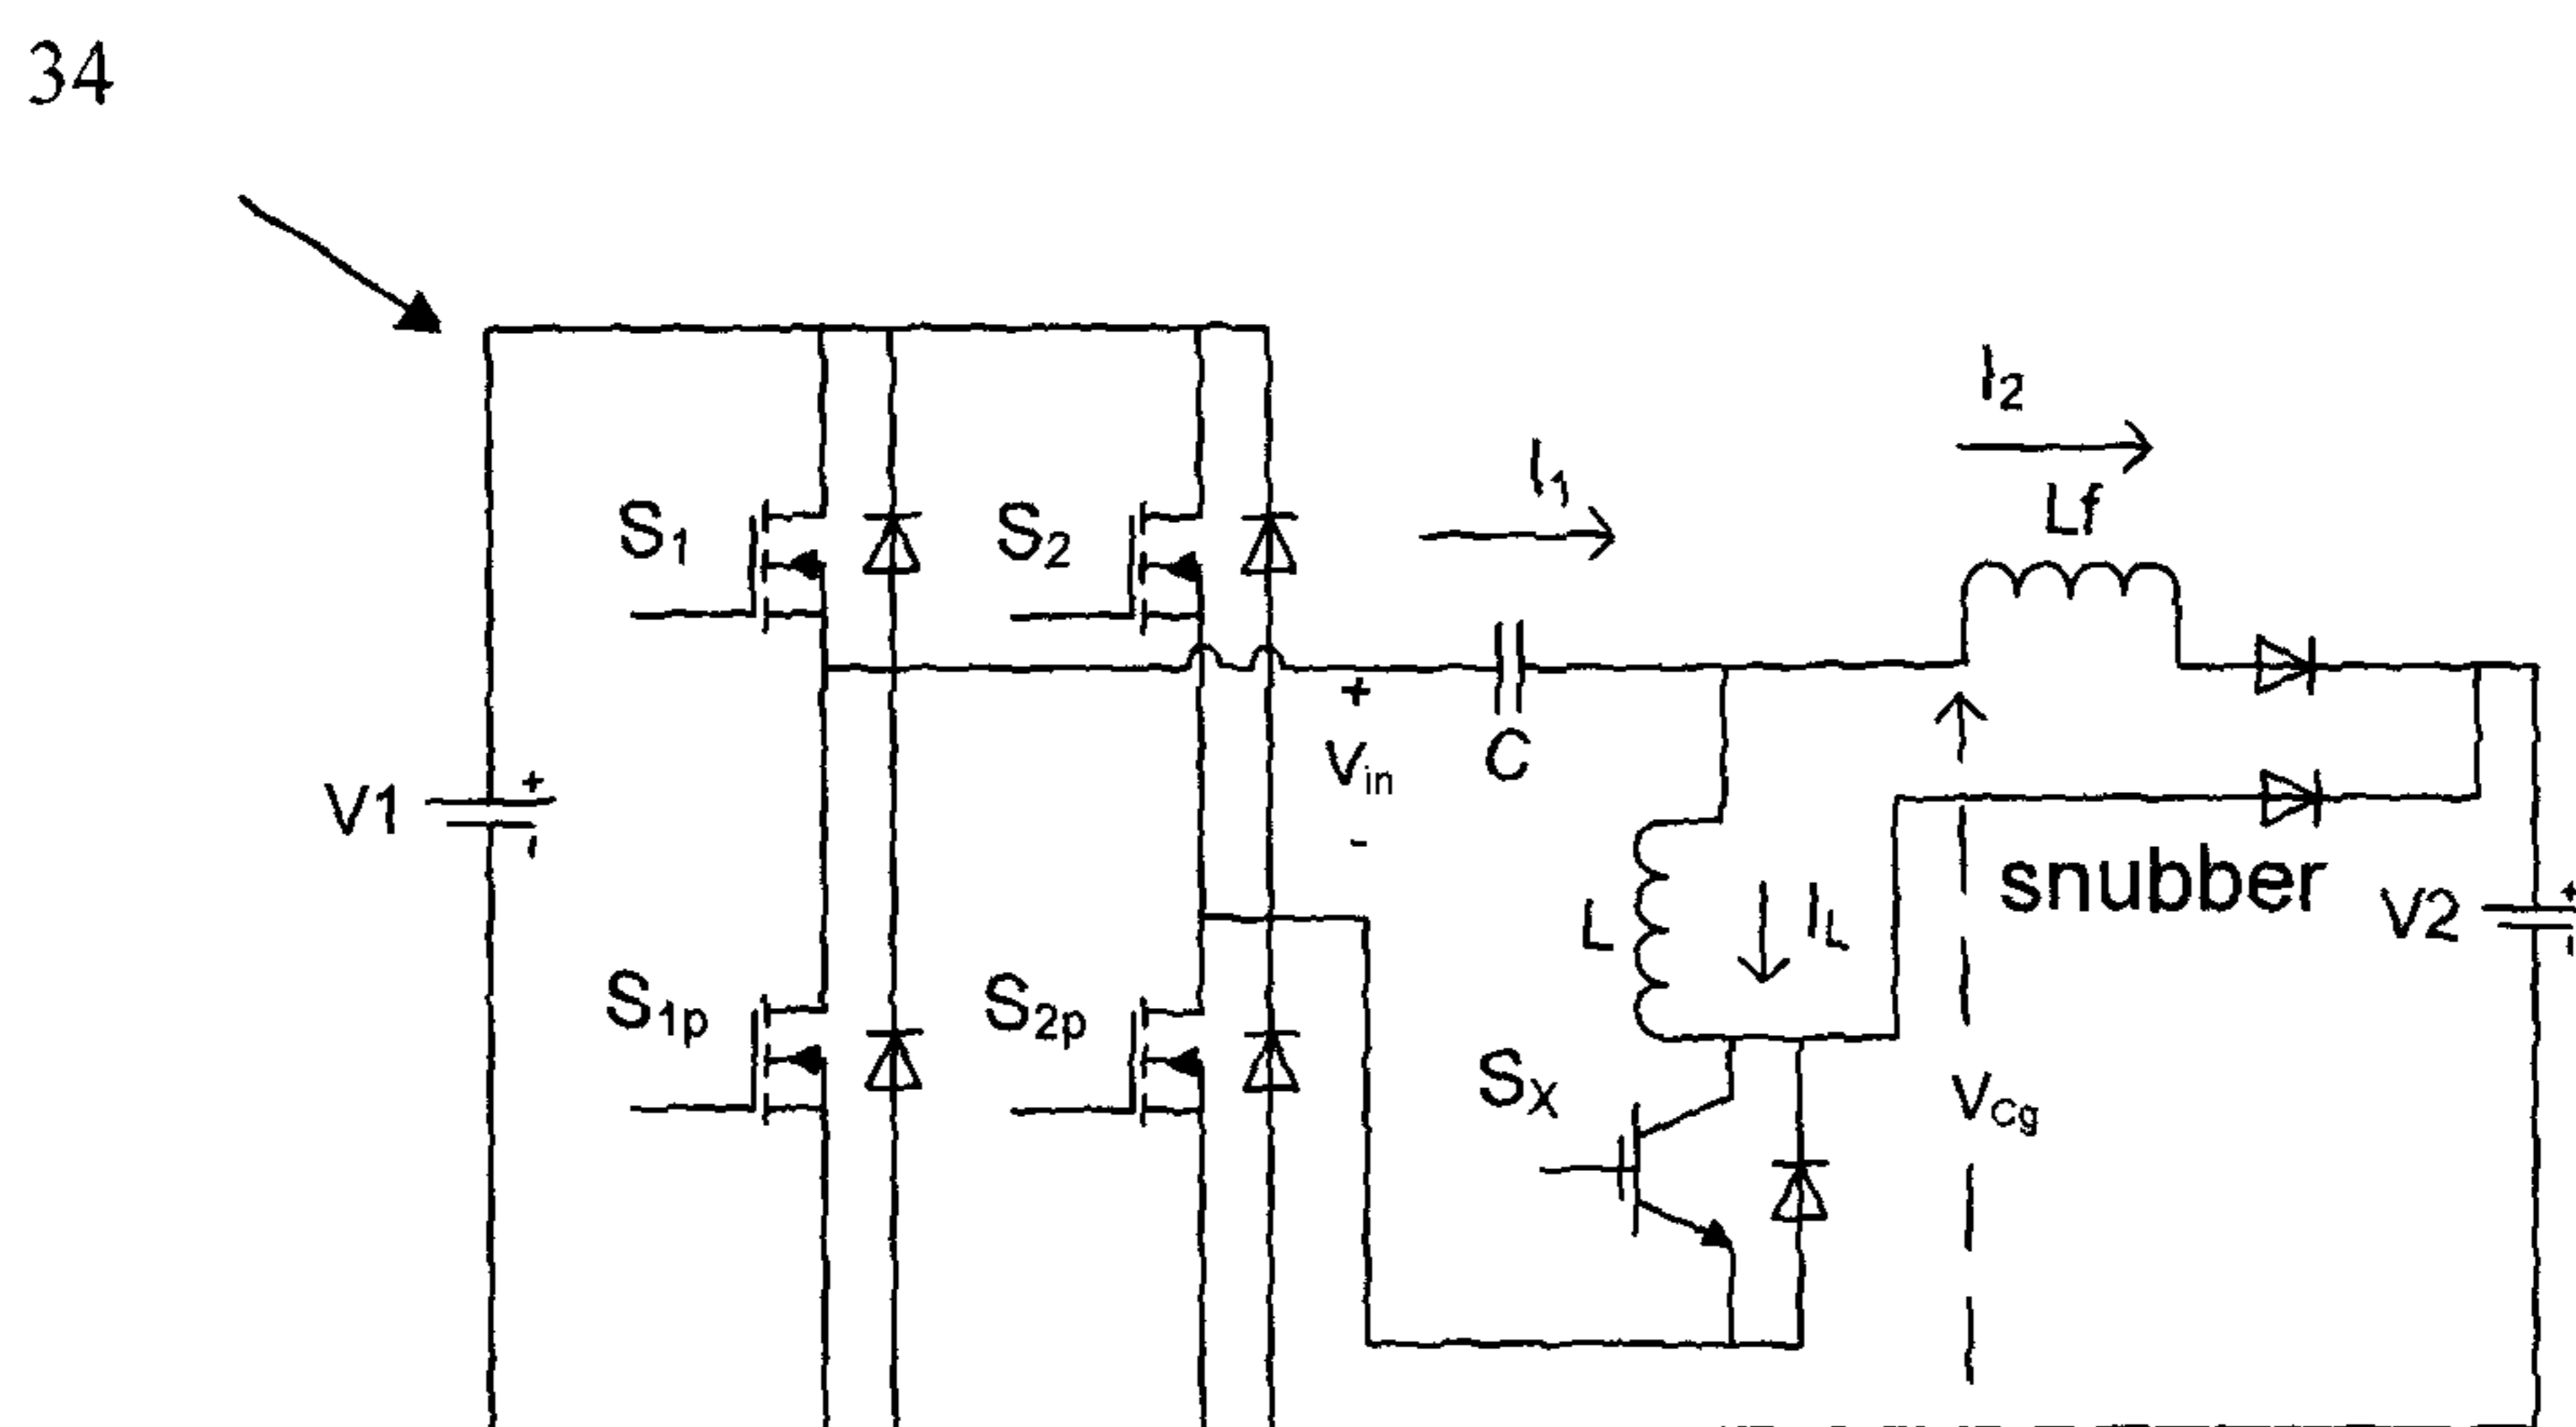 34
I2
Lf
I1
S1
S2
+
Vin
-
C
V1
+
-
snubber
V2
+
-
L
IL
S1p
S2p
SX
VCg